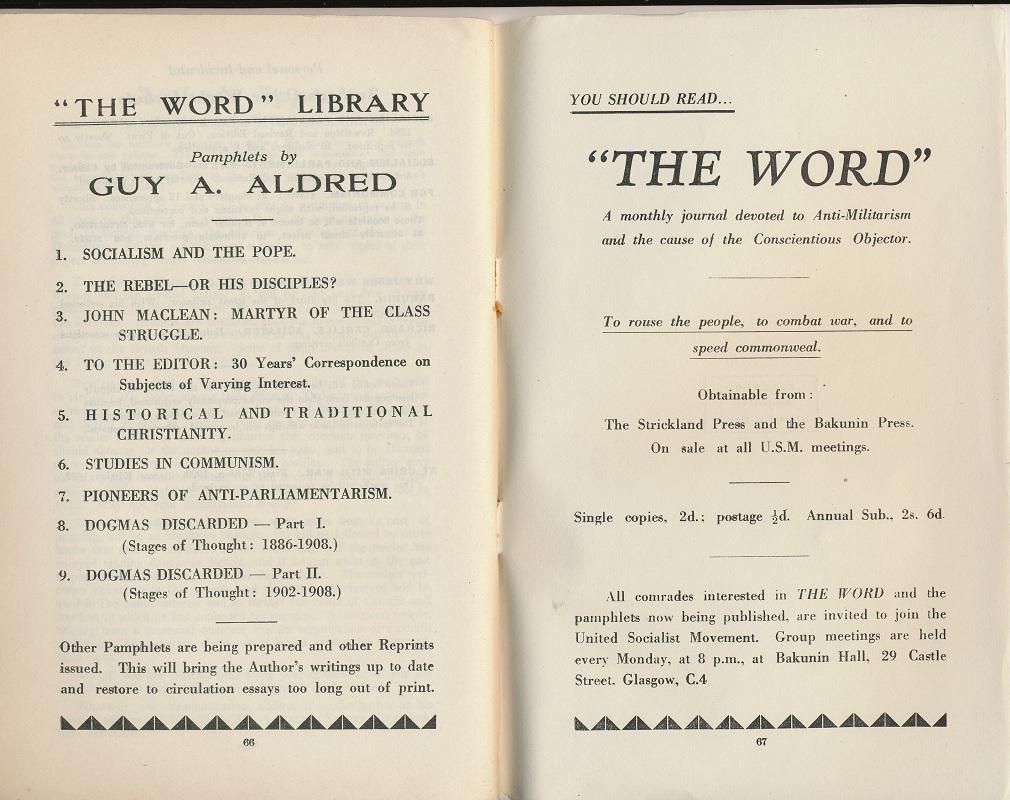 "THE WORD" LIBRARY
Pamphlets by
GUY A. ALDRED
1. SOCIALISM AND THE POPE.
2. THE REBEL—OR HIS DISCIPLES?
3. JOHN MACLEAN: MARTYR OF THE CLASS
STRUGGLE.
4. TO THE EDITOR: 30 Years' Correspondence on
Subjects of Varying Interest.
5. HISTORICAL AND TRADITIONAL
CHRISTIANITY.
6. STUDIES IN COMMUNISM.
7. PIONEERS OF ANTI-PARLIAMENTARISM.
8. DOGMAS DISCARDED — Part I.
(Stages of Thought: 1886-1908.)
9. DOGMAS DISCARDED — Part II.
(Stages of Thought: 1902-1908.)
Other Pamphlets are being prepared and other Reprints
issued. This will bring the Author's writings up to date
and restore to circulation essays too long out of print.
66
YOU SHOULD READ...
"THE WORD"
A monthly journal devoted to Anti-Militarism
and the cause of the Conscientious Objector.
To rouse the people, to combat war, and to
speed commonweal.
Obtainable from:
The Strickland Press and the Bakunin Press.
On sale at all U.S.M. meetings.
Single copies, 2d.; postage ½d. Annual Sub., 2s. 6d.
All comrades interested in THE WORD and the
pamphlets now being published, are invited to join the
United Socialist Movement. Group meetings are held
every Monday, at 8 p.m., at Bakunin Hall, 29 Castle
Street. Glasgow, C.4
67